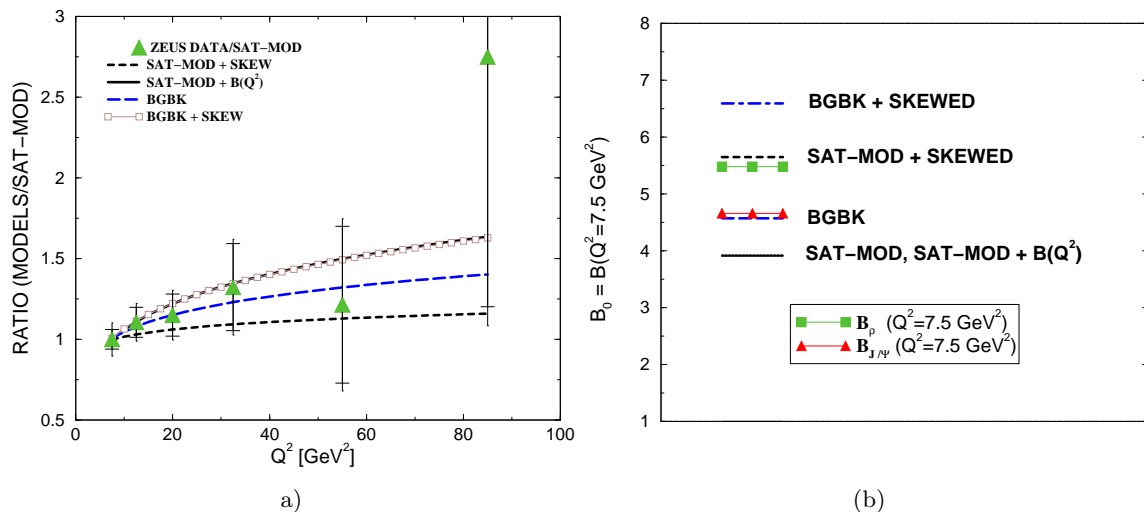 3
2.5
2
1.5
1
0.5
RATIO (MODELS/SAT−MOD)
ZEUS DATA/SAT−MOD
SAT−MOD + SKEW
SAT−MOD + B(Q²)
BGBK
BGBK + SKEW
0 20 40 60 80 100
Q² [GeV²]
a)
8
7
6
5
4
3
2
1
B₀ = B(Q²=7.5 GeV²)
BGBK + SKEWED
SAT−MOD + SKEWED
BGBK
SAT−MOD, SAT−MOD + B(Q²)
Bρ (Q²=7.5 GeV²)
BJ/Ψ (Q²=7.5 GeV²)
(b)